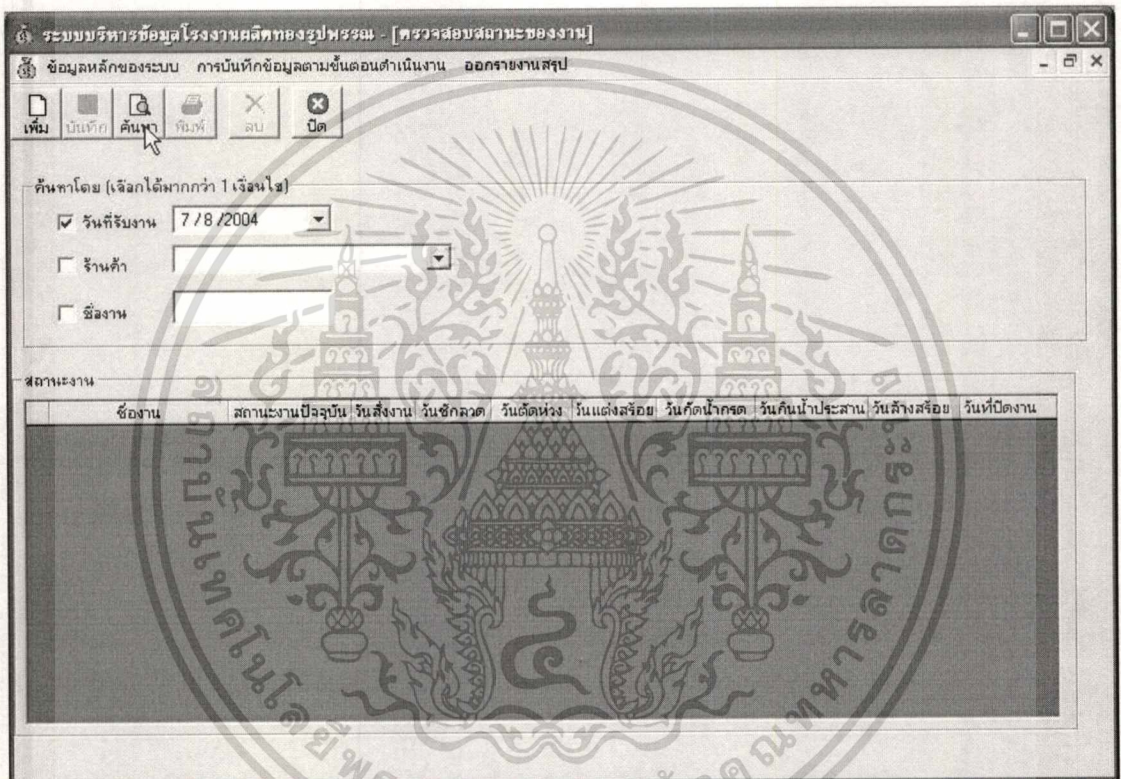 ระบบบริหารข้อมูลโรงงานผลิตทองรูปพรรณ - [ตรวจสอบสถานะของงาน]
ข้อมูลหลักของระบบ การบันทึกข้อมูลตามขั้นตอนดำเนินงาน ออกรายงานสรุป
เพิ่ม บันทึก ค้นหา พิมพ์ ลบ ปิด
ค้นหาโดย (เลือกได้มากกว่า 1 เงื่อนไข)
วันที่รับงาน 7 / 8 / 2004
ร้านค้า
ชื่องาน
สถานะงาน
ชื่องาน สถานะงานปัจจุบัน วันสั่งงาน วันชักลวด วันตัดห่วง วันแต่งสร้อย วันกัดน้ำกรด วันกินน้ำประสาน วันล้างสร้อย วันที่ปิดงาน